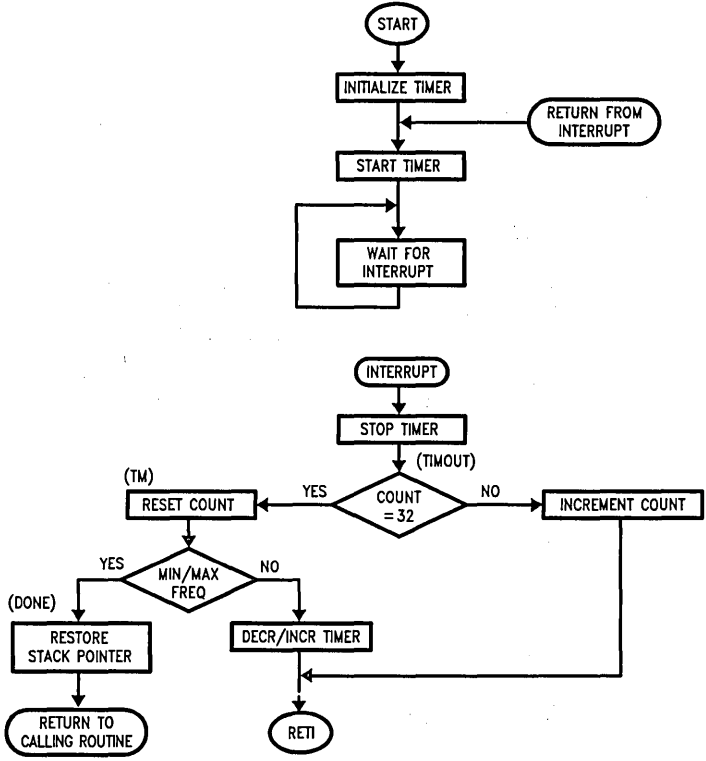 START
INITIALIZE TIMER
RETURN FROM
INTERRUPT
START TIMER
WAIT FOR
INTERRUPT
INTERRUPT
STOP TIMER
(TIMOUT)
(TM)
YES
COUNT
=32
NO
RESET COUNT
INCREMENT COUNT
YES
MIN/MAX
FREQ
NO
(DONE)
RESTORE
STACK POINTER
DECR/INCR TIMER
RETURN TO
CALLING ROUTINE
RETI